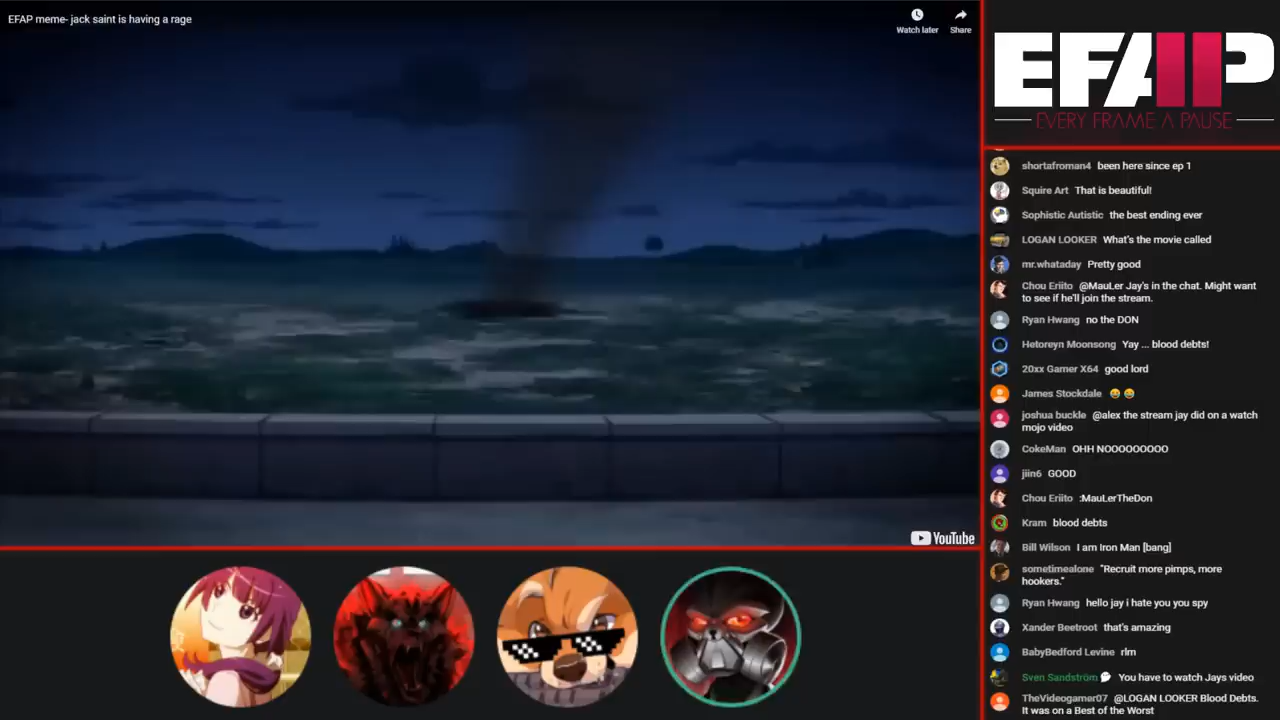 EFAP meme- jack saint is having a rage
Watch later
Share
EFAP
EVERY FRAME A PAUSE
shortafroman4 been here since ep 1
Squire Art That is beautiful!
Sophistic Autistic the best ending ever
LOGAN LOOKER What's the movie called
mr.whataday Pretty good
Chou Eriito @MauLer Jay's in the chat. Might want
to see if he'll join the stream.
Ryan Hwang no the DON
Hetoreyn Moonsong Yay ... blood debts!
20xx Gamer X64 good lord
James Stockdale 😂 😂
joshua buckle @alex the stream jay did on a watch
mojo video
CokeMan OHH NOOOOOOOOO
jiin6 GOOD
Chou Eriito :MauLerTheDon
Kram blood debts
Bill Wilson I am Iron Man [bang]
sometimealone "Recruit more pimps, more
hookers."
Ryan Hwang hello jay i hate you you spy
Xander Beetroot that's amazing
BabyBedford Levine rlm
Sven Sandström You have to watch Jays video
TheVideogamer07 @LOGAN LOOKER Blood Debts.
It was on a Best of the Worst
YouTube